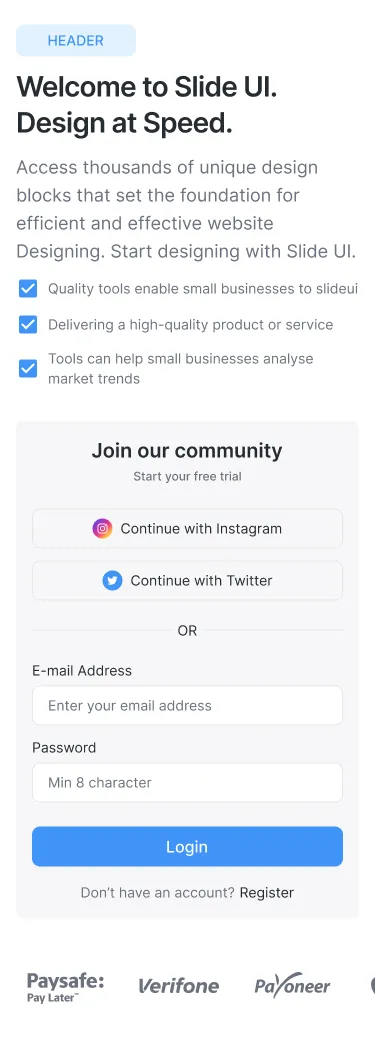 HEADER
Welcome to Slide UI.
Design at Speed.
Access thousands of unique design
blocks that set the foundation for
efficient and effective website
Designing. Start designing with Slide UI.
Quality tools enable small businesses to slideui
Delivering a high-quality product or service
Tools can help small businesses analyse
market trends
Join our community
Start your free trial
Continue with Instagram
Continue with Twitter
OR
E-mail Address
Enter your email address
Password
Min 8 character
Login
Don’t have an account? Register
Paysafe:
Pay Later™
Verifone
Payoneer